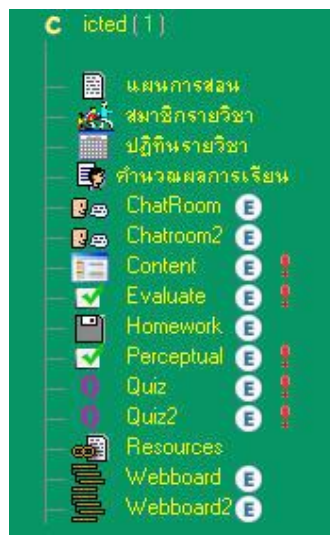 C icted (1)
แผนการสอน
สมาชิกรายวิชา
ปฏิทินรายวิชา
คำนวณผลการเรียน
ChatRoom E
Chatroom2 E
Content E
Evaluate E
Homework E
Perceptual E
Quiz E
Quiz2 E
Resources
Webboard E
Webboard2 E